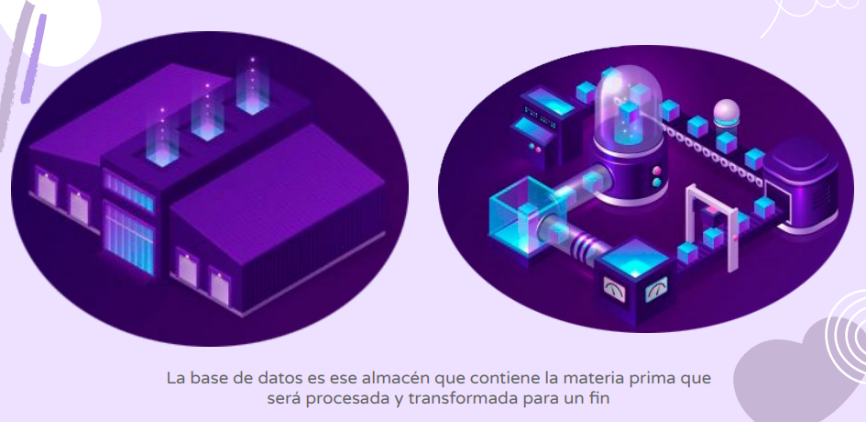 La base de datos es ese almacén que contiene la materia prima que
será procesada y transformada para un fin